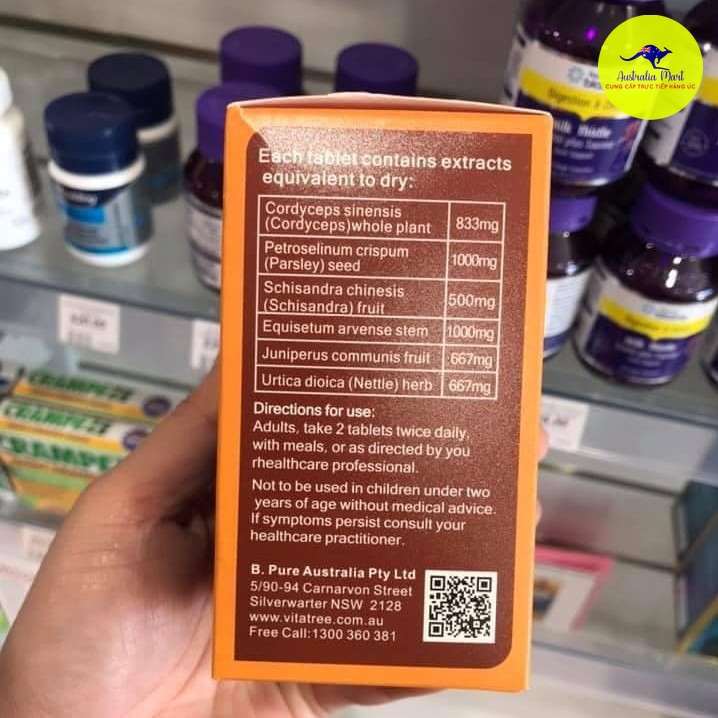 Australia Mart
CUNG CẤP TRỰC TIẾP HÀNG ÚC
Digestion &
Milk Thistle
Each tablet contains extracts
equivalent to dry:
Cordyceps sinensis
(Cordyceps)whole plant 833mg
Petroselinum crispum
(Parsley) seed 1000mg
Schisandra chinesis
(Schisandra) fruit 500mg
Equisetum arvense stem 1000mg
Juniperus communis fruit 667mg
Urtica dioica (Nettle) herb 667mg
Directions for use:
Adults, take 2 tablets twice daily,
with meals, or as directed by you
rhealthcare professional.
Not to be used in children under two
years of age without medical advice.
If symptoms persist consult your
healthcare practitioner.
B. Pure Australia Pty Ltd
5/90-94 Carnarvon Street
Silverwarter NSW 2128
www.vitatree.com.au
Free Call:1300 360 381
CRAMPEZE
CRAMPEZE